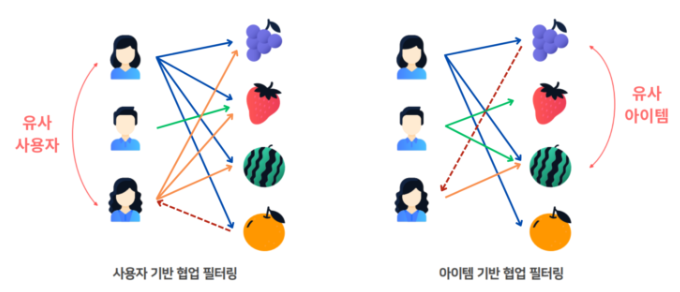 유사
사용자
유사
아이템
사용자 기반 협업 필터링
아이템 기반 협업 필터링